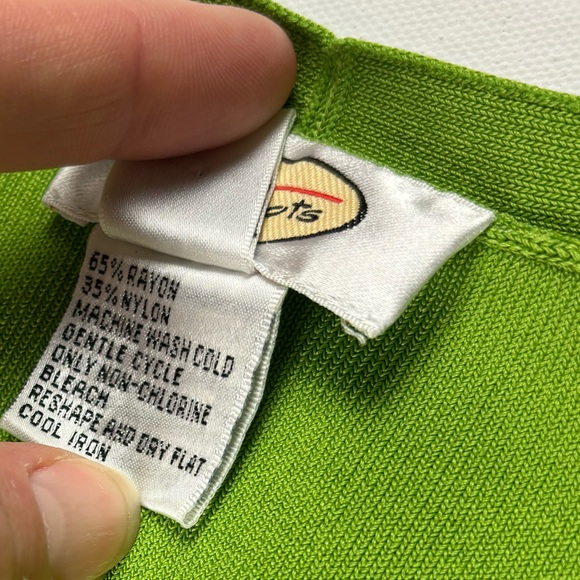 65% RAYON
35% NYLON
MACHINE WASH COLD
GENTLE CYCLE
ONLY NON-CHLORINE
BLEACH
RESHAPE AND DRY FLAT
COOL IRON